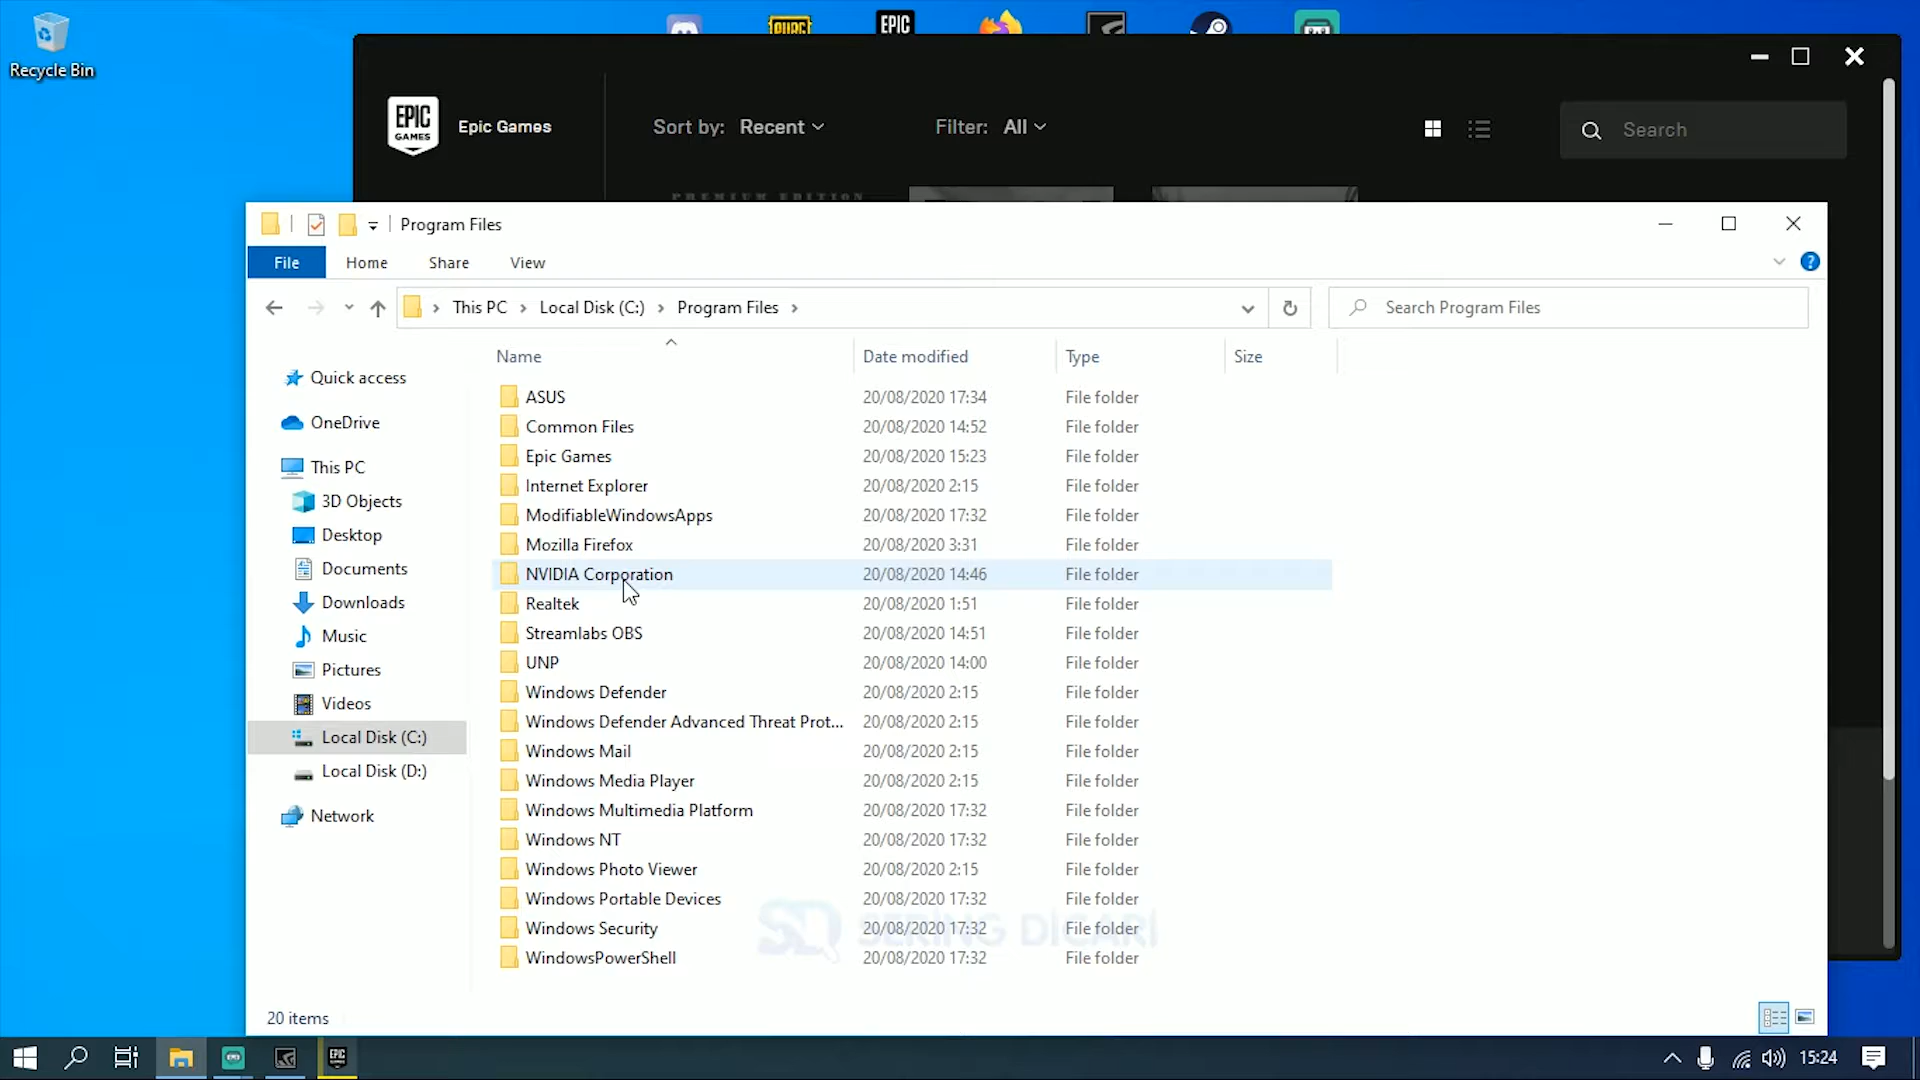 Recycle Bin
PUBG
EPIC
EPIC
GAMES
Epic Games
Sort by: Recent
Filter: All
Search
PREMIUM EDITION
Program Files
File
Home
Share
View
This PC
Local Disk (C:)
Program Files
Search Program Files
Name
Date modified
Type
Size
Quick access
OneDrive
This PC
3D Objects
Desktop
Documents
Downloads
Music
Pictures
Videos
Local Disk (C:)
Local Disk (D:)
Network
ASUS 20/08/2020 17:34 File folder
Common Files 20/08/2020 14:52 File folder
Epic Games 20/08/2020 15:23 File folder
Internet Explorer 20/08/2020 2:15 File folder
ModifiableWindowsApps 20/08/2020 17:32 File folder
Mozilla Firefox 20/08/2020 3:31 File folder
NVIDIA Corporation 20/08/2020 14:46 File folder
Realtek 20/08/2020 1:51 File folder
Streamlabs OBS 20/08/2020 14:51 File folder
UNP 20/08/2020 14:00 File folder
Windows Defender 20/08/2020 2:15 File folder
Windows Defender Advanced Threat Prot... 20/08/2020 2:15 File folder
Windows Mail 20/08/2020 2:15 File folder
Windows Media Player 20/08/2020 2:15 File folder
Windows Multimedia Platform 20/08/2020 17:32 File folder
Windows NT 20/08/2020 17:32 File folder
Windows Photo Viewer 20/08/2020 2:15 File folder
Windows Portable Devices 20/08/2020 17:32 File folder
Windows Security 20/08/2020 17:32 File folder
WindowsPowerShell 20/08/2020 17:32 File folder
SD SERİNG DİCARİ
20 items
EPIC
GAMES
15:24